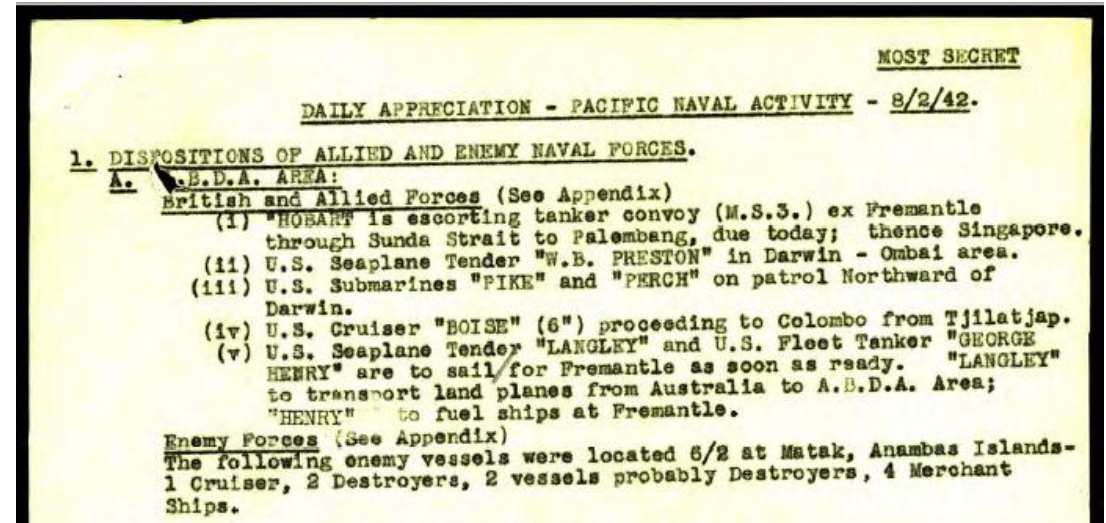 MOST SECRET
DAILY APPRECIATION - PACIFIC NAVAL ACTIVITY - 8/2/42.
1. DISPOSITIONS OF ALLIED AND ENEMY NAVAL FORCES.
A. .B.D.A. AREA:
British and Allied Forces (See Appendix)
(i) "HOBART is escorting tanker convoy (M.S.3.) ex Fremantle
through Sunda Strait to Palembang, due today; thence Singapore.
(ii) U.S. Seaplane Tender "W.B. PRESTON" in Darwin - Ombai area.
(iii) U.S. Submarines "PIKE" and "PERCH" on patrol Northward of
Darwin.
(iv) U.S. Cruiser "BOISE" (6") proceeding to Colombo from Tjilatjap.
(v) U.S. Seaplane Tender "LANGLEY" and U.S. Fleet Tanker "GEORGE
HENRY" are to sail/for Fremantle as soon as ready. "LANGLEY"
to transport land planes from Australia to A.B.D.A. Area;
"HENRY" to fuel ships at Fremantle.
Enemy Forces (See Appendix)
The following enemy vessels were located 6/2 at Matak, Anambas Islands-
1 Cruiser, 2 Destroyers, 2 vessels probably Destroyers, 4 Merchant
Ships.